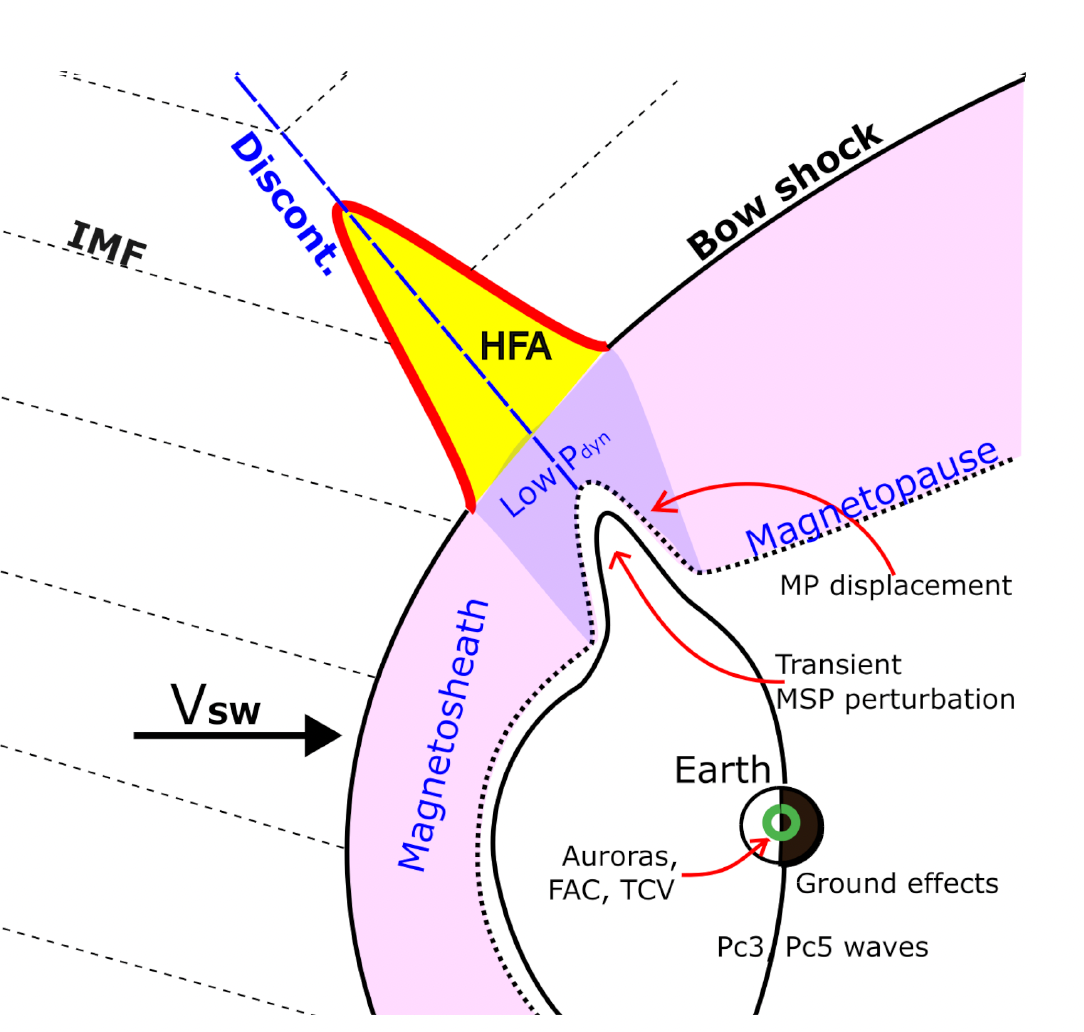 Discont.
Bow shock
IMF
HFA
Low Pdyn
Magnetopause
MP displacement
Magnetosheath
Transient
MSP perturbation
Vsw
Earth
Auroras,
FAC, TCV
Ground effects
Pc3, Pc5 waves